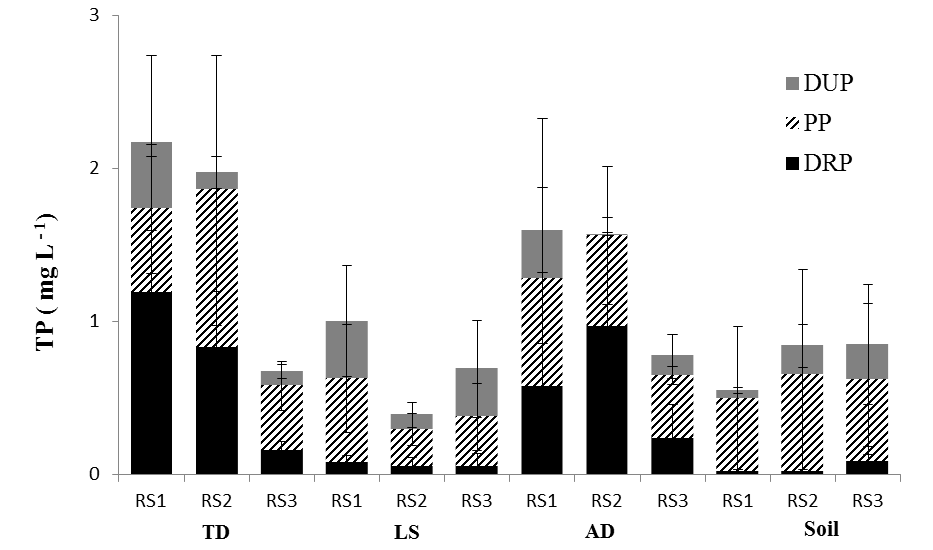 3
DUP
PP
DRP
2
TP ( mg L -1 )
1
0
RS1 RS2 RS3 RS1 RS2 RS3 RS1 RS2 RS3 RS1 RS2 RS3
TD LS AD Soil